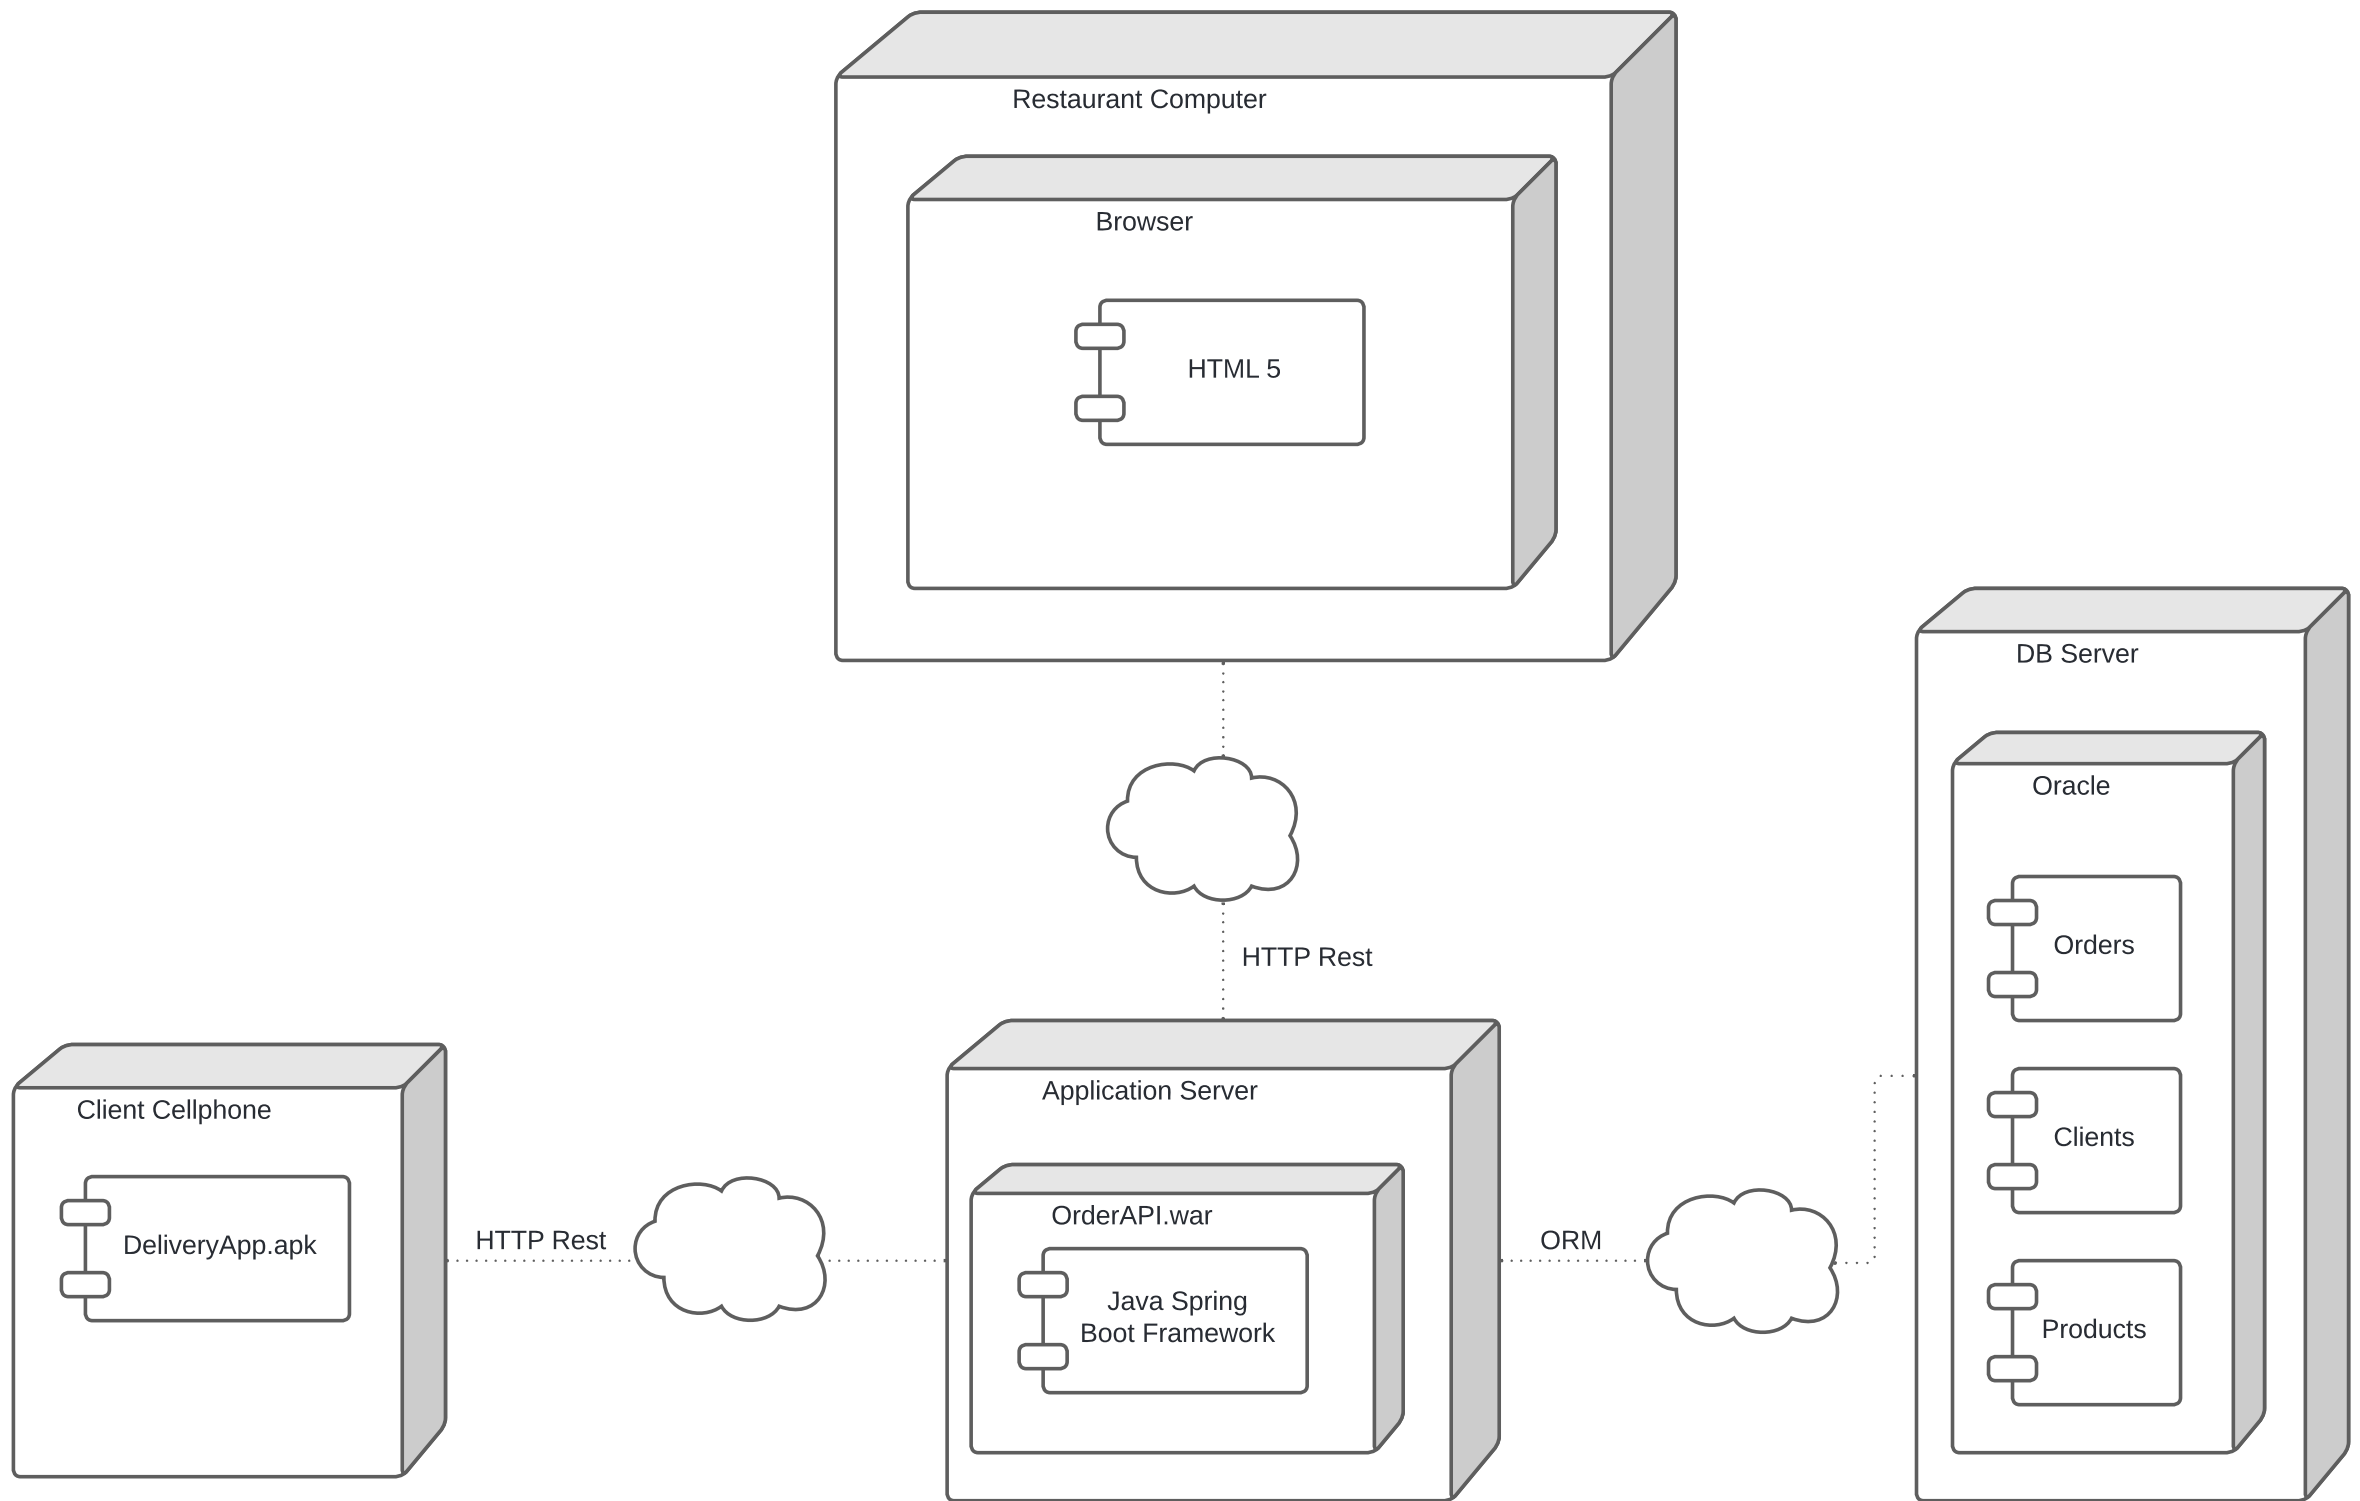 Restaurant Computer
Browser
HTML 5
HTTP Rest
DB Server
Oracle
Orders
Clients
Products
Client Cellphone
DeliveryApp.apk
HTTP Rest
Application Server
OrderAPI.war
Java Spring
Boot Framework
ORM